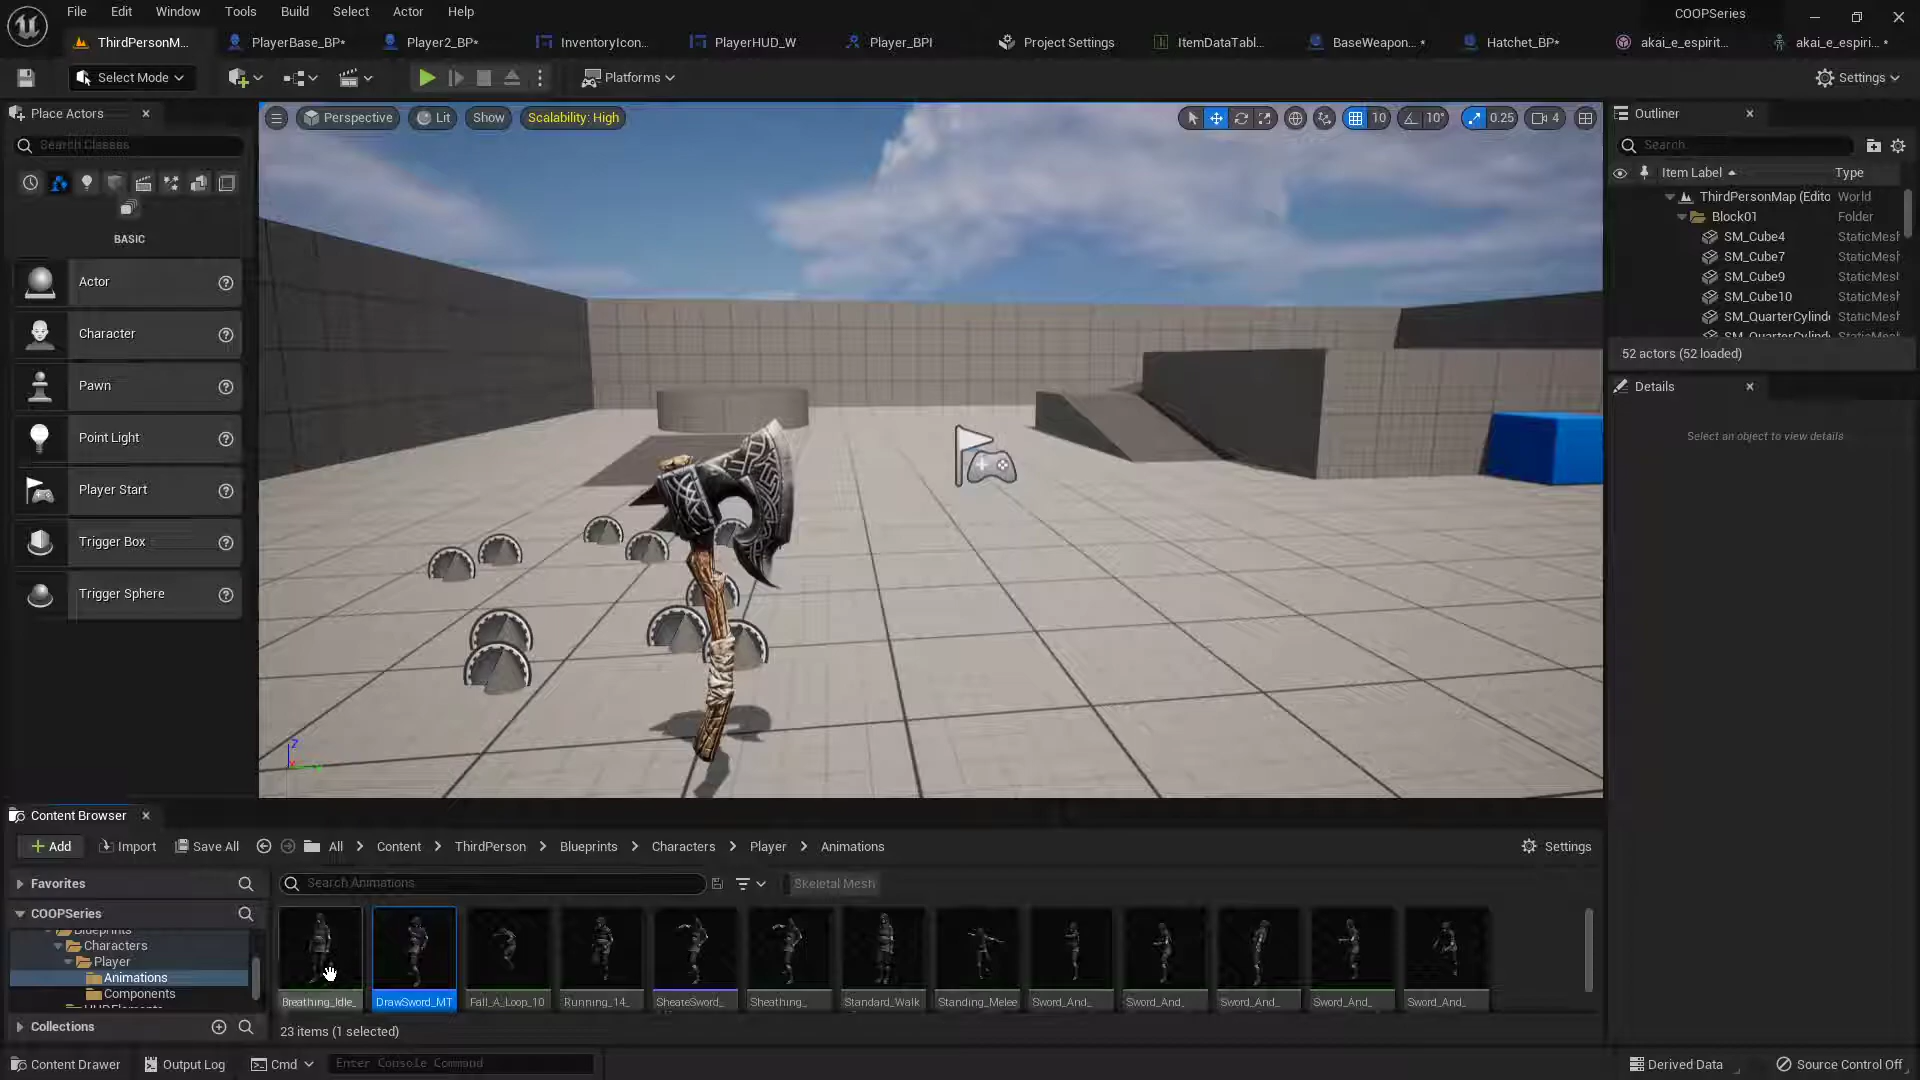 File Edit Window Tools Build Select Actor Help
COOPSeries
ThirdPersonM... PlayerBase_BP* Player2_BP* InventoryIcon... PlayerHUD_W Player_BPI Project Settings ItemDataTabl... BaseWeapon... * Hatchet_BP* akai_e_espirit... akai_e_espiri... *
Select Mode Platforms Settings
Place Actors
Search Classes
BASIC
Actor
Character
Pawn
Point Light
Player Start
Trigger Box
Trigger Sphere
Perspective Lit Show Scalability: High 10 10° 0.25 4
Z
Outliner
Search
Item Label Type
ThirdPersonMap (Edito World
Block01 Folder
SM_Cube4 StaticMesh
SM_Cube7 StaticMesh
SM_Cube9 StaticMesh
SM_Cube10 StaticMesh
SM_QuarterCylinde StaticMesh
52 actors (52 loaded)
Details
Select an object to view details
Content Browser
Add Import Save All All Content ThirdPerson Blueprints Characters Player Animations Settings
Favorites
Search Animations
Skeletal Mesh
COOPSeries
Blueprints
Characters
Player
Animations
Components
Collections
Breathing_Idle_ DrawSword_MT Fall_A_Loop_10 Running_14_ SheateSword_ Sheathing_ Standard_Walk Standing_Melee Sword_And_ Sword_And_ Sword_And_ Sword_And_ Sword_And_
23 items (1 selected)
Content Drawer Output Log Cmd Enter Console Command Derived Data Source Control Off